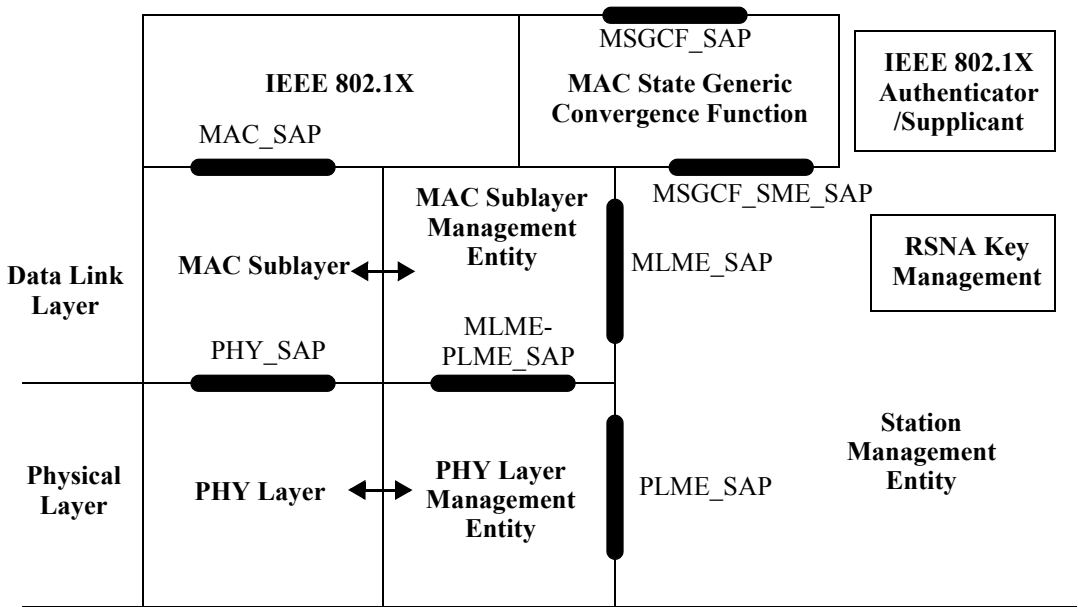 MSGCF_SAP
IEEE 802.1X
MAC State Generic
Convergence Function
IEEE 802.1X
Authenticator
/Supplicant
MAC_SAP
MSGCF_SME_SAP
MAC Sublayer
Management
Entity
MAC Sublayer
MLME_SAP
RSNA Key
Management
Data Link
Layer
PHY_SAP
MLME-
PLME_SAP
Station
Management
Entity
Physical
Layer
PHY Layer
PHY Layer
Management
Entity
PLME_SAP